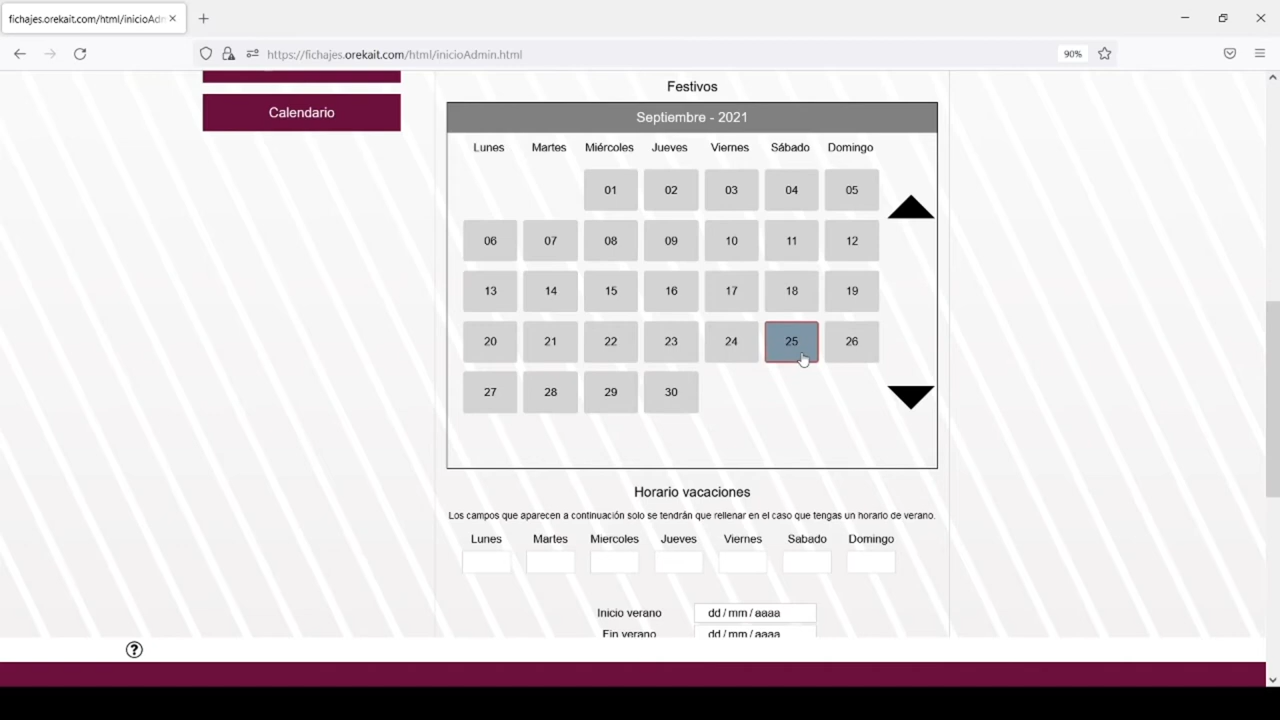 fichajes.orekait.com/html/inicioAdm
https://fichajes.orekait.com/html/inicioAdmin.html
90%
Calendario
Festivos
Septiembre - 2021
Lunes Martes Miércoles Jueves Viernes Sábado Domingo
01 02 03 04 05
06 07 08 09 10 11 12
13 14 15 16 17 18 19
20 21 22 23 24 25 26
27 28 29 30
Horario vacaciones
Los campos que aparecen a continuación solo se tendrán que rellenar en el caso que tengas un horario de verano.
Lunes Martes Miercoles Jueves Viernes Sabado Domingo
Inicio verano dd / mm / aaaa
Fin verano dd / mm / aaaa
?